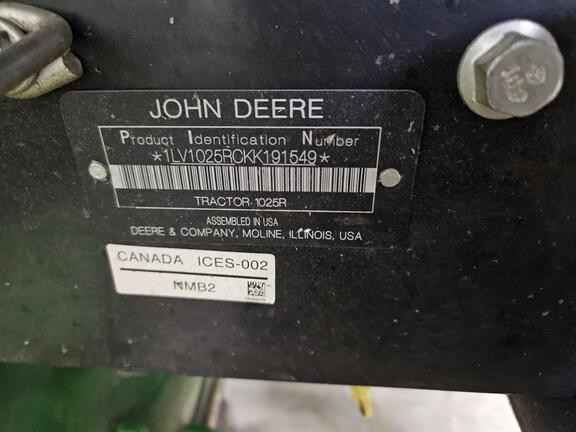 JOHN DEERE
Product Identification Number
*1LV1025RCKK191549*
TRACTOR 1025R
ASSEMBLED IN USA
DEERE & COMPANY, MOLINE, ILLINOIS, USA
CANADA ICES-002
NMB2